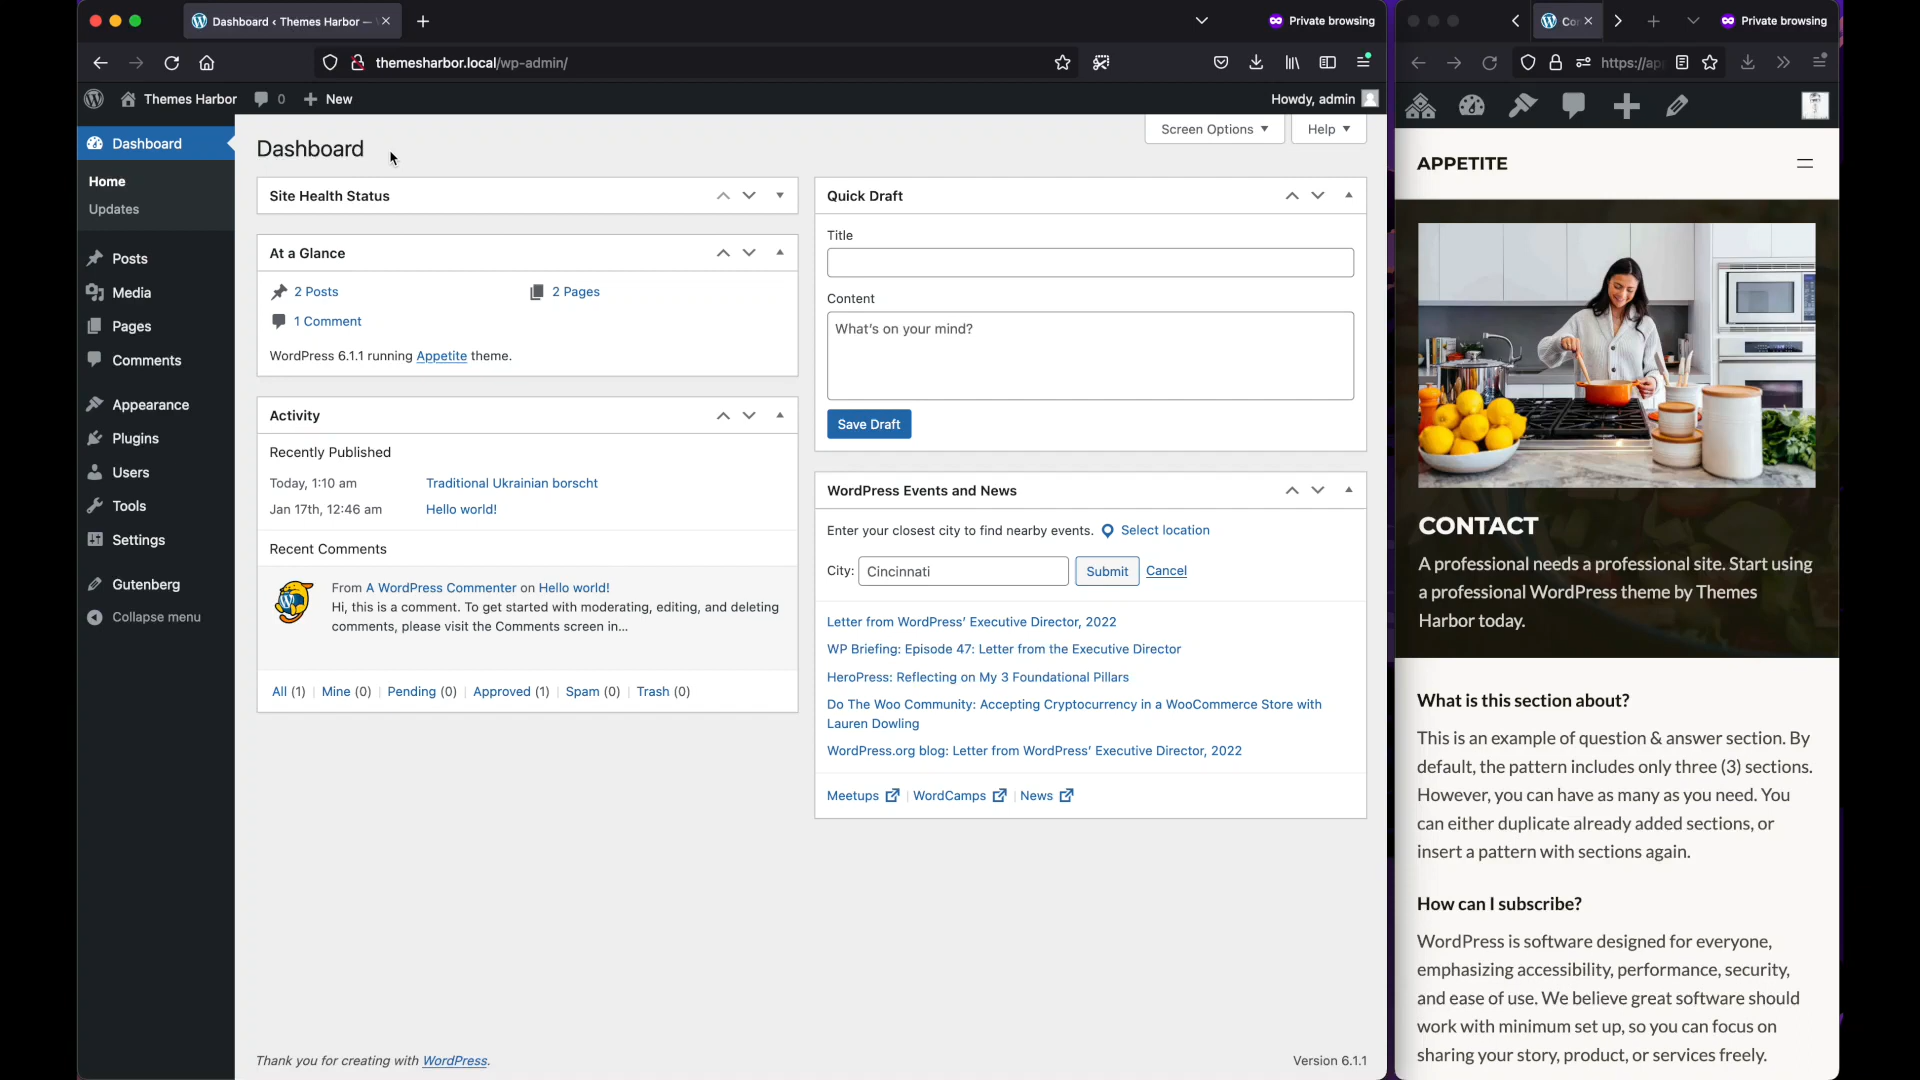 Dashboard ‹ Themes Harbor —
Private browsing
themesharbor.local/wp-admin/
Themes Harbor
0
New
Howdy, admin
Dashboard
Home
Updates
Posts
Media
Pages
Comments
Appearance
Plugins
Users
Tools
Settings
Gutenberg
Collapse menu
Screen Options
Help
Dashboard
Site Health Status
At a Glance
2 Posts
2 Pages
1 Comment
WordPress 6.1.1 running Appetite theme.
Activity
Recently Published
Today, 1:10 am
Traditional Ukrainian borscht
Jan 17th, 12:46 am
Hello world!
Recent Comments
From A WordPress Commenter on Hello world!
Hi, this is a comment. To get started with moderating, editing, and deleting
comments, please visit the Comments screen in...
All (1) | Mine (0) | Pending (0) | Approved (1) | Spam (0) | Trash (0)
Quick Draft
Title
Content
What's on your mind?
Save Draft
WordPress Events and News
Enter your closest city to find nearby events. Select location
City: Cincinnati Submit Cancel
Letter from WordPress' Executive Director, 2022
WP Briefing: Episode 47: Letter from the Executive Director
HeroPress: Reflecting on My 3 Foundational Pillars
Do The Woo Community: Accepting Cryptocurrency in a WooCommerce Store with
Lauren Dowling
WordPress.org blog: Letter from WordPress' Executive Director, 2022
Meetups | WordCamps | News
Thank you for creating with WordPress.
Version 6.1.1
Private browsing
https://app
APPETITE
CONTACT
A professional needs a professional site. Start using
a professional WordPress theme by Themes
Harbor today.
What is this section about?
This is an example of question & answer section. By
default, the pattern includes only three (3) sections.
However, you can have as many as you need. You
can either duplicate already added sections, or
insert a pattern with sections again.
How can I subscribe?
WordPress is software designed for everyone,
emphasizing accessibility, performance, security,
and ease of use. We believe great software should
work with minimum set up, so you can focus on
sharing your story, product, or services freely.